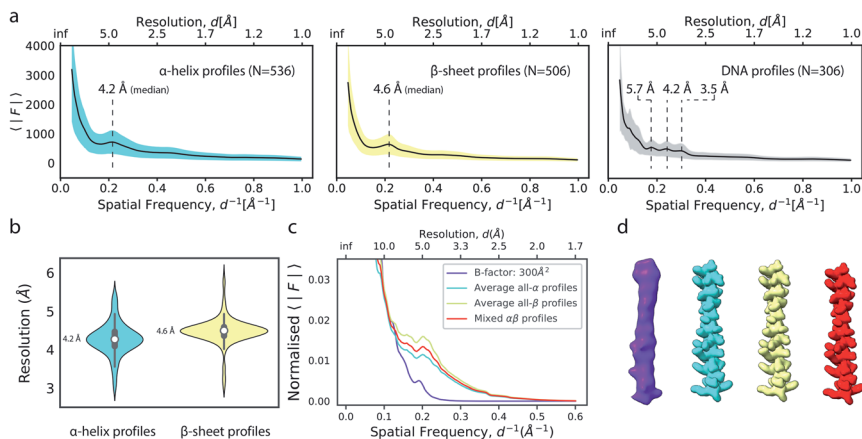 a
Resolution, d[Å]
inf 5.0 2.5 1.2 1.0
4000
3000
2000
1000
0
⟨ | F | ⟩
α-helix profiles (N=536)
4.2 Å (median)
0.0 0.2 0.4 0.6 0.8 1.0
Spatial Frequency, d⁻¹[Å⁻¹]
Resolution, d[Å]
inf 5.0 2.5 1.2 1.0
β-sheet profiles (N=506)
4.6 Å (median)
0.0 0.2 0.4 0.6 0.8 1.0
Spatial Frequency, d⁻¹[Å⁻¹]
Resolution, d[Å]
inf 5.0 2.5 1.2 1.0
DNA profiles (N=306)
5.7 Å 4.2 Å 3.5 Å
0.0 0.2 0.4 0.6 0.8 1.0
Spatial Frequency, d⁻¹[Å⁻¹]
b
Resolution (Å)
6
5
4
3
2
4.2 Å
4.6 Å
α-helix profiles β-sheet profiles
c
Resolution, d(Å)
inf 10.0 5.0 3.3 2.5 2.0 1.7
Normalised ⟨ | F | ⟩
0.03
0.02
0.01
0.00
B-factor: 300Å²
Average all-α profiles
Average all-β profiles
Mixed αβ profiles
0.0 0.1 0.2 0.3 0.4 0.5 0.6
Spatial Frequency, d⁻¹(Å⁻¹)
d